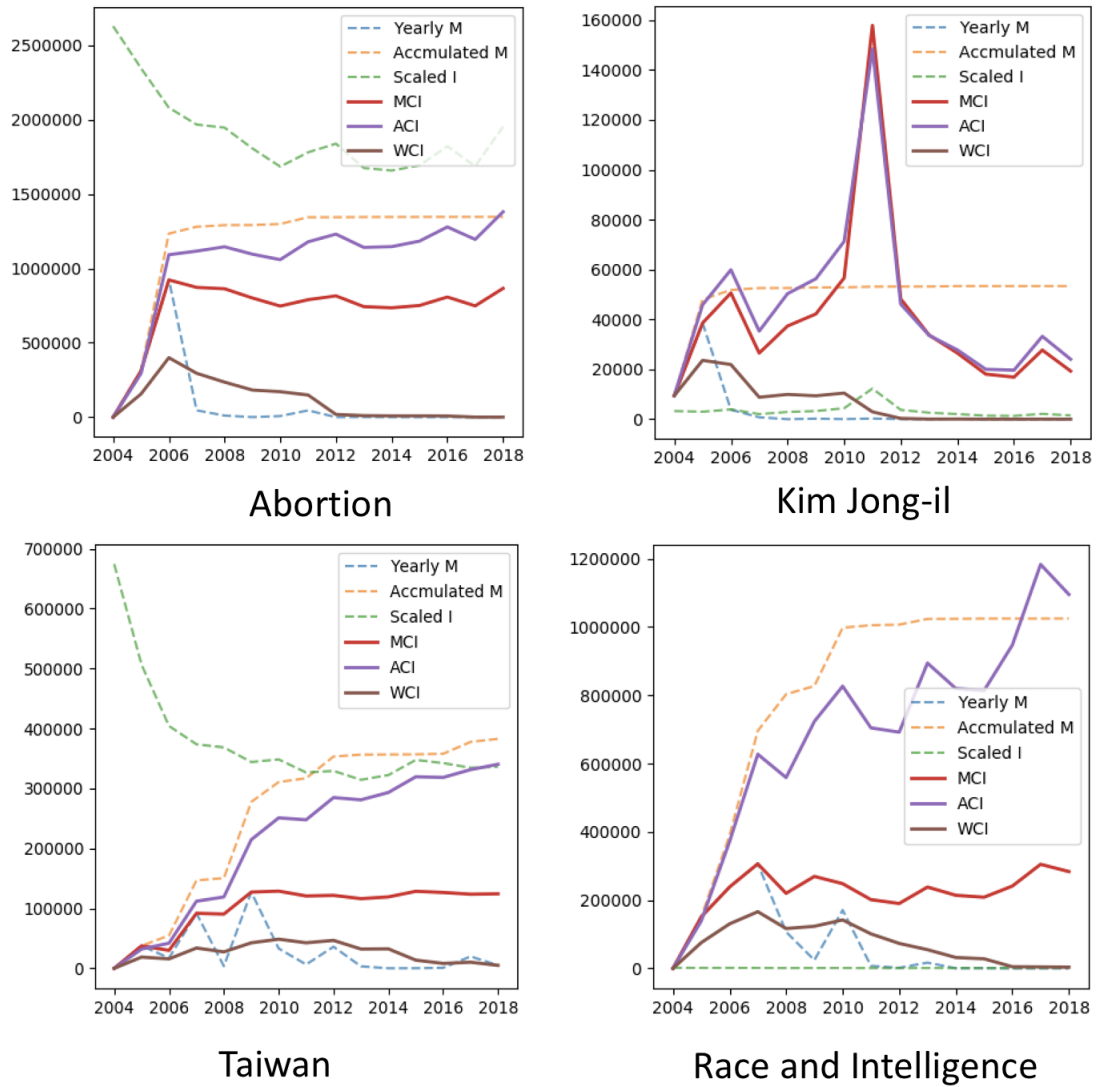 2500000
2000000
1500000
1000000
500000
0
2004 2006 2008 2010 2012 2014 2016 2018
Yearly M
Accmulated M
Scaled I
MCI
ACI
WCI
Abortion
160000
140000
120000
100000
80000
60000
40000
20000
0
2004 2006 2008 2010 2012 2014 2016 2018
Yearly M
Accmulated M
Scaled I
MCI
ACI
WCI
Kim Jong-il
700000
600000
500000
400000
300000
200000
100000
0
2004 2006 2008 2010 2012 2014 2016 2018
Yearly M
Accmulated M
Scaled I
MCI
ACI
WCI
Taiwan
1200000
1000000
800000
600000
400000
200000
0
2004 2006 2008 2010 2012 2014 2016 2018
Yearly M
Accmulated M
Scaled I
MCI
ACI
WCI
Race and Intelligence